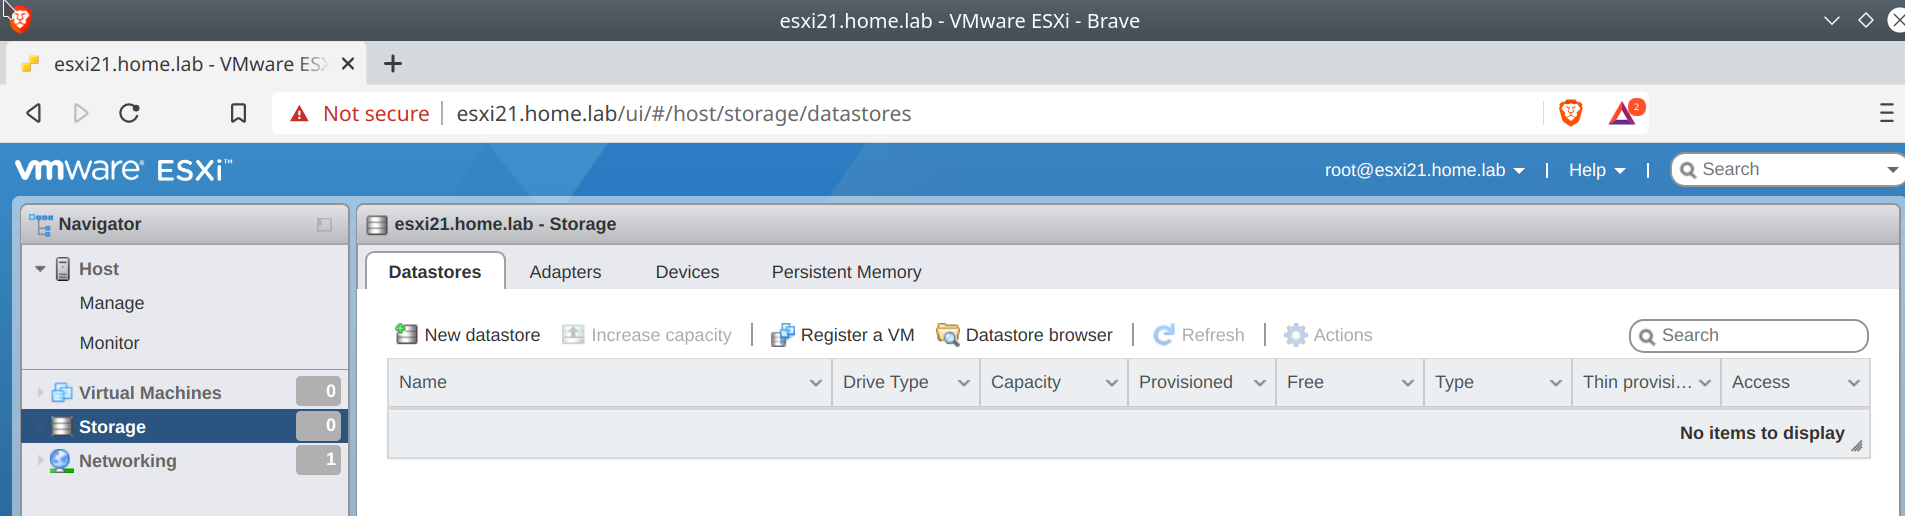 esxi21.home.lab - VMware ESXi - Brave
esxi21.home.lab - VMware ES
Not secure esxi21.home.lab/ui/#/host/storage/datastores 2
vmware® ESXi™ root@esxi21.home.lab Help Search
Navigator
Host
Manage
Monitor
Virtual Machines 0
Storage 0
Networking 1
esxi21.home.lab - Storage
Datastores Adapters Devices Persistent Memory
New datastore Increase capacity Register a VM Datastore browser Refresh Actions Search
Name Drive Type Capacity Provisioned Free Type Thin provisi... Access
No items to display